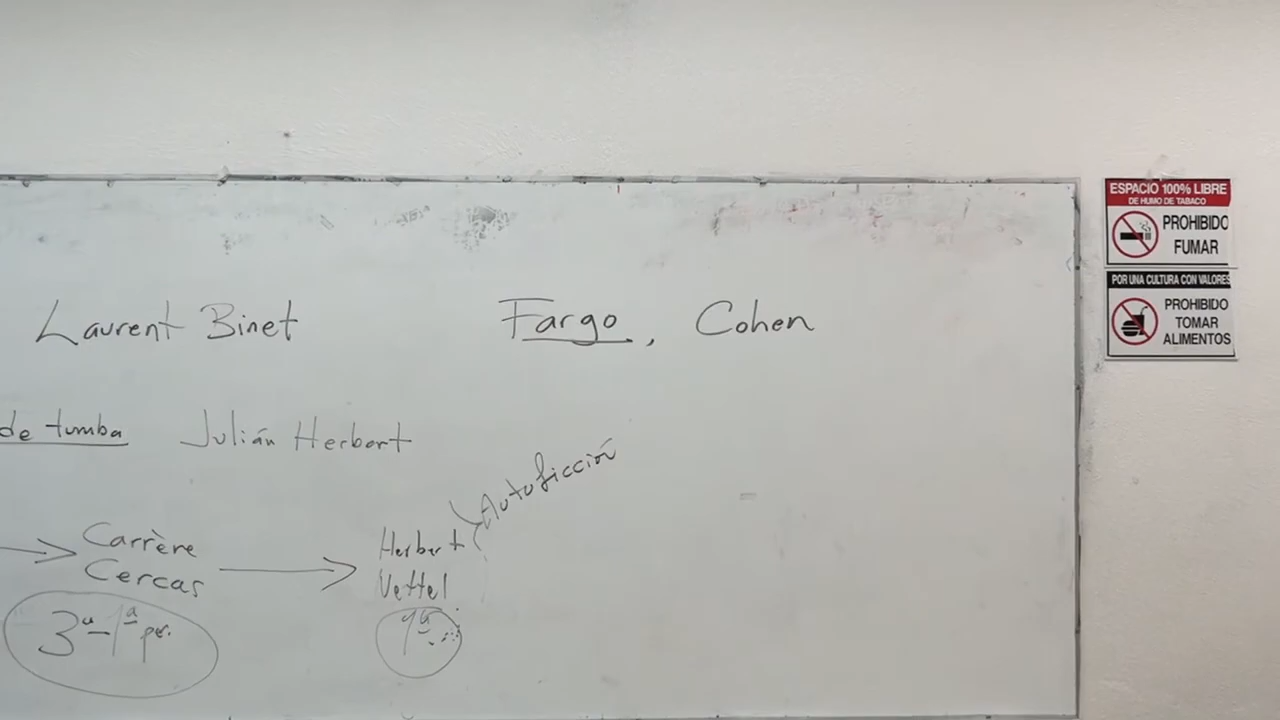 Laurent Binet
Fargo, Cohen
de tumba Julián Herbert
Autoficción
Carrère
Cercas
Herbert
Vettel
3a-1a per.
1a
ESPACIO 100% LIBRE
DE HUMO DE TABACO
PROHIBIDO
FUMAR
POR UNA CULTURA CON VALORES
PROHIBIDO
TOMAR
ALIMENTOS